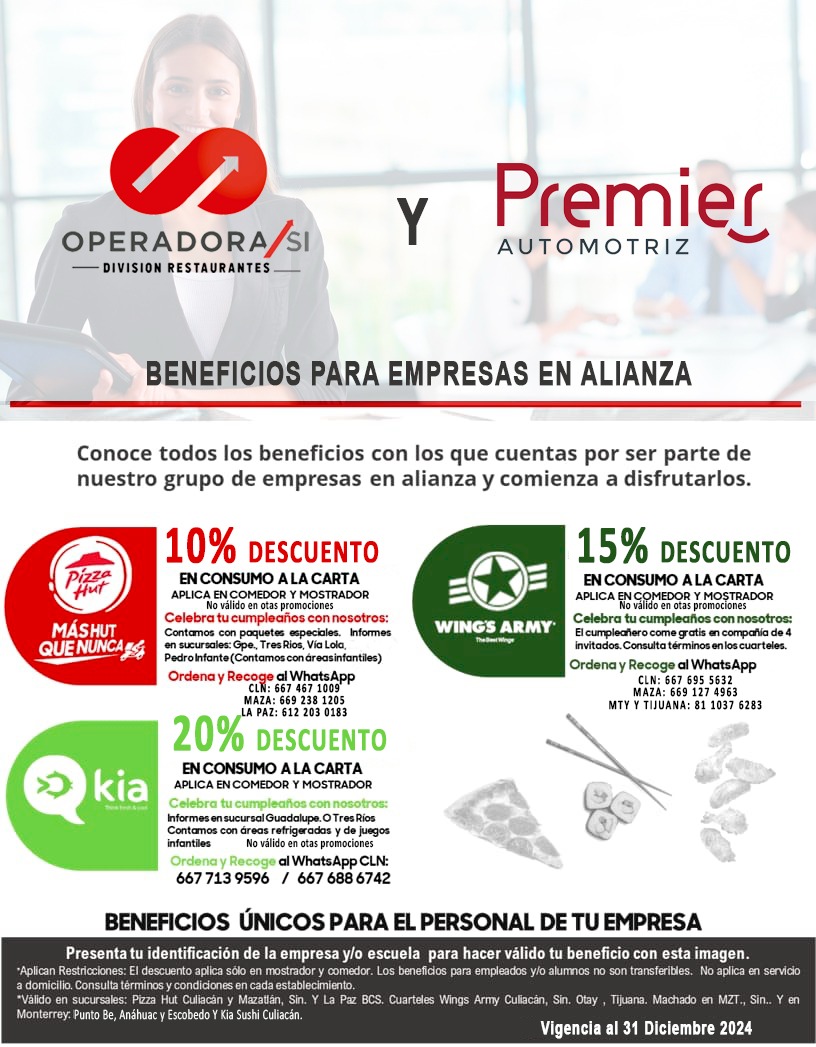 OPERADORA/SI
DIVISION RESTAURANTES
Y
Premier
AUTOMOTRIZ
BENEFICIOS PARA EMPRESAS EN ALIANZA
Conoce todos los beneficios con los que cuentas por ser parte de
nuestro grupo de empresas en alianza y comienza a disfrutarlos.
Pizza
Hut
MÁS HUT
QUE NUNCA
10% DESCUENTO
EN CONSUMO A LA CARTA
APLICA EN COMEDOR Y MOSTRADOR
No válido en otas promociones
Celebra tu cumpleaños con nosotros:
Contamos con paquetes especiales. Informes
en sucursales: Gpe., Tres Rios, Vía Lola,
Pedro Infante (Contamos con áreas infantiles)
Ordena y Recoge al WhatsApp
CLN: 667 467 1009
MAZA: 669 238 1205
LA PAZ: 612 203 0183
WING'S ARMY
The Best Wings
15% DESCUENTO
EN CONSUMO A LA CARTA
APLICA EN COMEDOR Y MOSTRADOR
No válido en otas promociones
Celebra tu cumpleaños con nosotros:
El cumpleañero come gratis en compañía de 4
invitados. Consulta términos en los cuarteles.
Ordena y Recoge al WhatsApp
CLN: 667 695 5632
MAZA: 669 127 4963
MTY Y TIJUANA: 81 1037 6283
kia
Think fresh & cool
20% DESCUENTO
EN CONSUMO A LA CARTA
APLICA EN COMEDOR Y MOSTRADOR
Celebra tu cumpleaños con nosotros:
Informes en sucursal Guadalupe. O Tres Ríos
Contamos con áreas refrigeradas y de juegos
infantiles No válido en otas promociones
Ordena y Recoge al WhatsApp CLN:
667 713 9596 / 667 688 6742
BENEFICIOS ÚNICOS PARA EL PERSONAL DE TU EMPRESA
Presenta tu identificación de la empresa y/o escuela para hacer válido tu beneficio con esta imagen.
*Aplican Restricciones: El descuento aplica sólo en mostrador y comedor. Los beneficios para empleados y/o alumnos no son transferibles. No aplica en servicio
a domicilio. Consulta términos y condiciones en cada establecimiento.
*Válido en sucursales: Pizza Hut Culiacán y Mazatlán, Sin. Y La Paz BCS. Cuarteles Wings Army Culiacán, Sin. Otay , Tijuana. Machado en MZT., Sin.. Y en
Monterrey: Punto Be, Anáhuac y Escobedo Y Kia Sushi Culiacán.
Vigencia al 31 Diciembre 2024